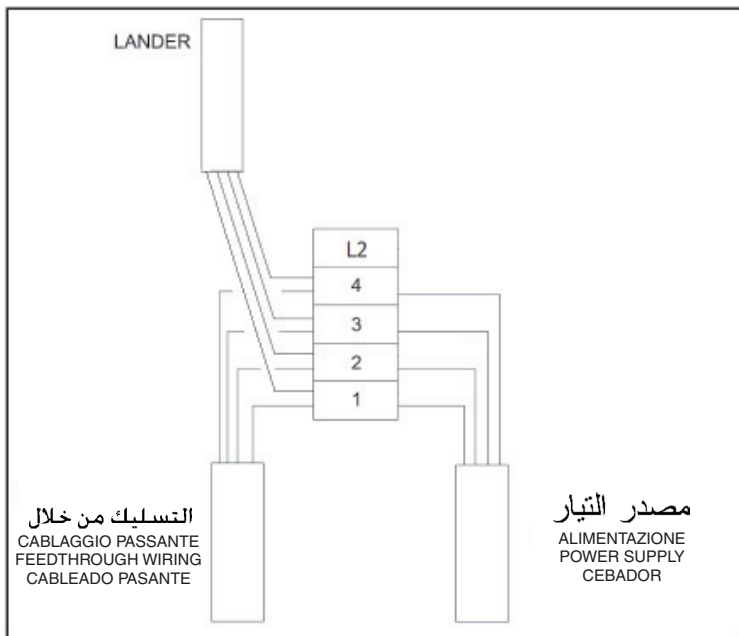 LANDER
L2
4
3
2
1
التسليك من خلال
CABLAGGIO PASSANTE
FEEDTHROUGH WIRING
CABLEADO PASANTE
مصدر التيار
ALIMENTAZIONE
POWER SUPPLY
CEBADOR